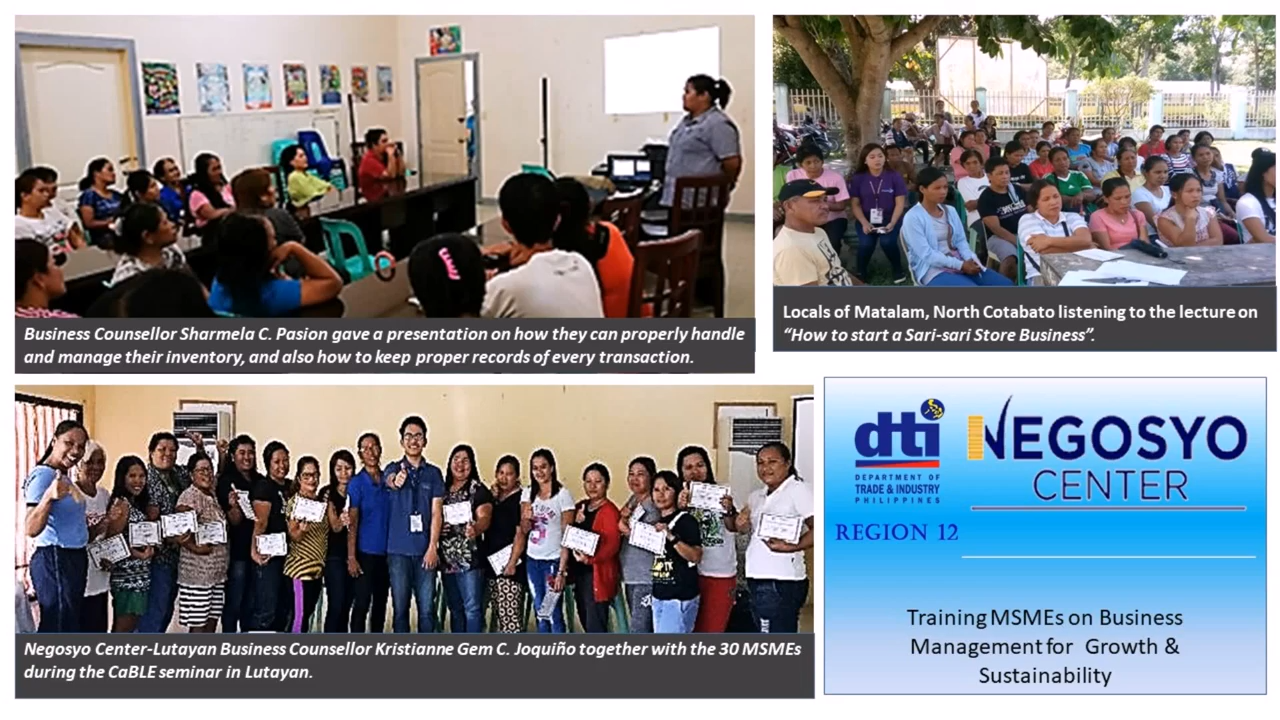 Business Counsellor Sharmela C. Pasion gave a presentation on how they can properly handle
and manage their inventory, and also how to keep proper records of every transaction.
Locals of Matalam, North Cotabato listening to the lecture on
“How to start a Sari-sari Store Business”.
Negosyo Center-Lutayan Business Counsellor Kristianne Gem C. Joquiño together with the 30 MSMEs
during the CaBLE seminar in Lutayan.
dti
DEPARTMENT OF
TRADE & INDUSTRY
PHILIPPINES
NEGOSYO
CENTER
REGION 12
Training MSMEs on Business
Management for Growth &
Sustainability